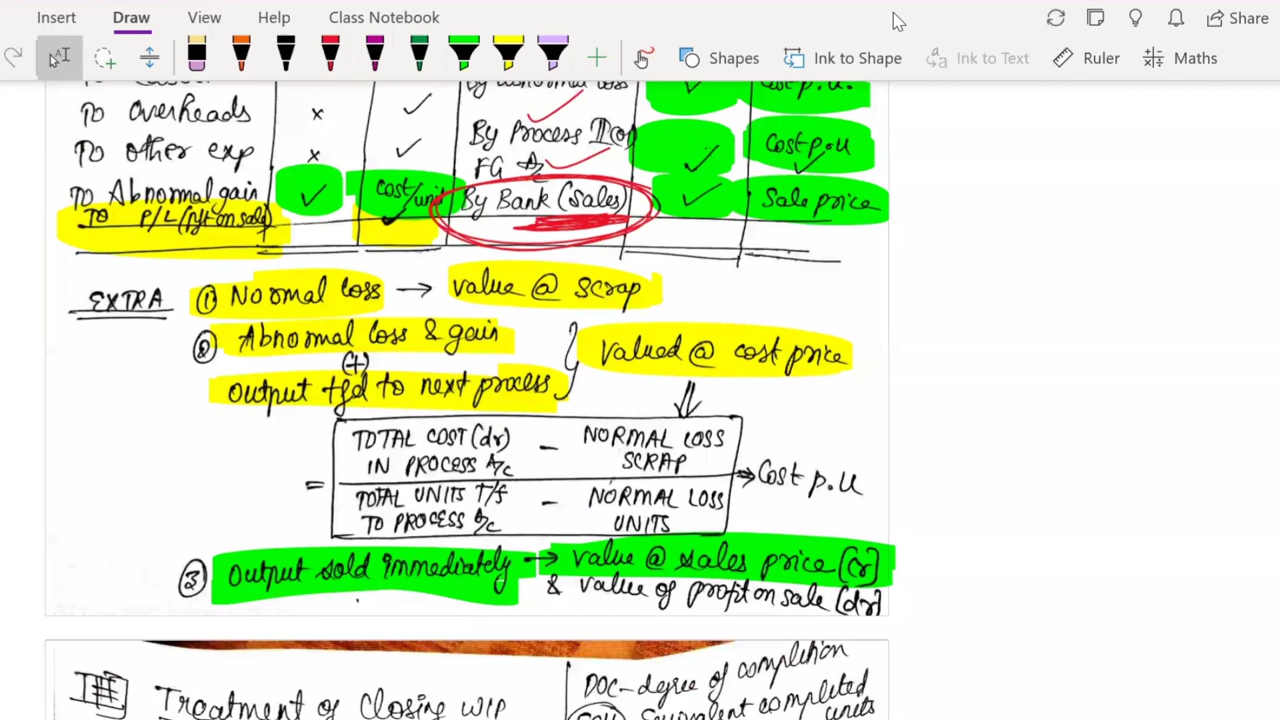 Insert Draw View Help Class Notebook Share
Shapes Ink to Shape Ink to Text Ruler Maths
By abnormal loss ✓ Cost p.u.
To Overheads x ✓
By Process II (or) FG A/c ✓ Cost p.u
To other exp x ✓
To Abnormal gain ✓ cost/unit By Bank (Sales) ✓ Sale price
To P/L (pft on sale) ✓
EXTRA ① Normal loss → value @ scrap
② Abnormal loss & gain
(+)
Output tfd to next process
Valued @ cost price
= TOTAL COST (dr) IN PROCESS A/c – NORMAL LOSS SCRAP
TOTAL UNITS T/f TO PROCESS A/c – NORMAL LOSS UNITS
→ Cost p.u
③ Output sold immediately → value @ sales price (cr)
& value of profit on sale (dr)
Treatment of closing WIP
DOC – degree of completion
Equivalent completed
units